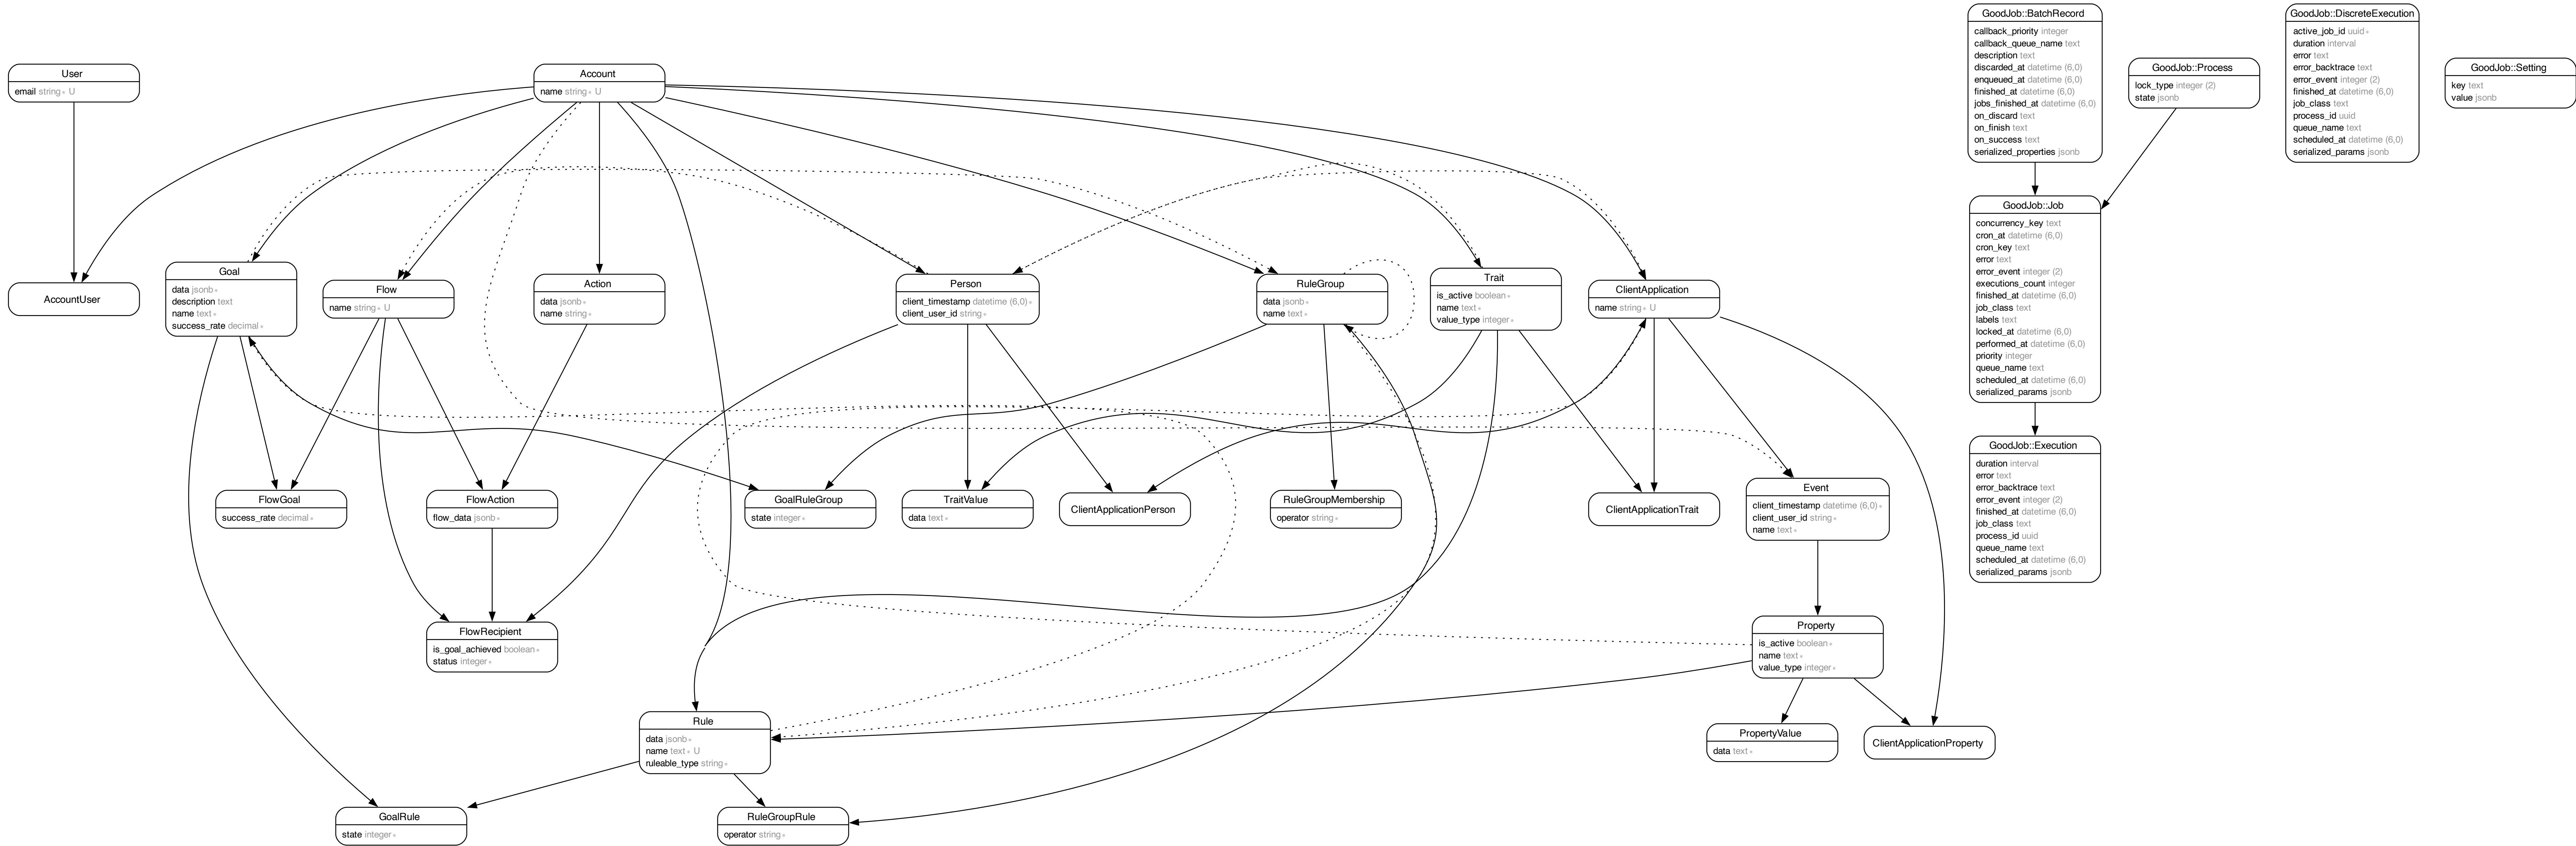 User
email string∗ U
Account
name string∗ U
GoodJob::BatchRecord
callback_priority integer
callback_queue_name text
description text
discarded_at datetime (6,0)
enqueued_at datetime (6,0)
finished_at datetime (6,0)
jobs_finished_at datetime (6,0)
on_discard text
on_finish text
on_success text
serialized_properties jsonb
GoodJob::Process
lock_type integer (2)
state jsonb
GoodJob::DiscreteExecution
active_job_id uuid∗
duration interval
error text
error_backtrace text
error_event integer (2)
finished_at datetime (6,0)
job_class text
process_id uuid
queue_name text
scheduled_at datetime (6,0)
serialized_params jsonb
GoodJob::Setting
key text
value jsonb
AccountUser
Goal
data jsonb∗
description text
name text∗
success_rate decimal∗
Flow
name string∗ U
Action
data jsonb∗
name string∗
Person
client_timestamp datetime (6,0)∗
client_user_id string∗
RuleGroup
data jsonb∗
name text∗
Trait
is_active boolean∗
name text∗
value_type integer∗
ClientApplication
name string∗ U
GoodJob::Job
concurrency_key text
cron_at datetime (6,0)
cron_key text
error text
error_event integer (2)
executions_count integer
finished_at datetime (6,0)
job_class text
labels text
locked_at datetime (6,0)
performed_at datetime (6,0)
priority integer
queue_name text
scheduled_at datetime (6,0)
serialized_params jsonb
FlowGoal
success_rate decimal∗
FlowAction
flow_data jsonb∗
GoalRuleGroup
state integer∗
TraitValue
data text∗
ClientApplicationPerson
RuleGroupMembership
operator string∗
ClientApplicationTrait
Event
client_timestamp datetime (6,0)∗
client_user_id string∗
name text∗
GoodJob::Execution
duration interval
error text
error_backtrace text
error_event integer (2)
finished_at datetime (6,0)
job_class text
process_id uuid
queue_name text
scheduled_at datetime (6,0)
serialized_params jsonb
FlowRecipient
is_goal_achieved boolean∗
status integer∗
Property
is_active boolean∗
name text∗
value_type integer∗
Rule
data jsonb∗
name text∗ U
ruleable_type string∗
PropertyValue
data text∗
ClientApplicationProperty
GoalRule
state integer∗
RuleGroupRule
operator string∗